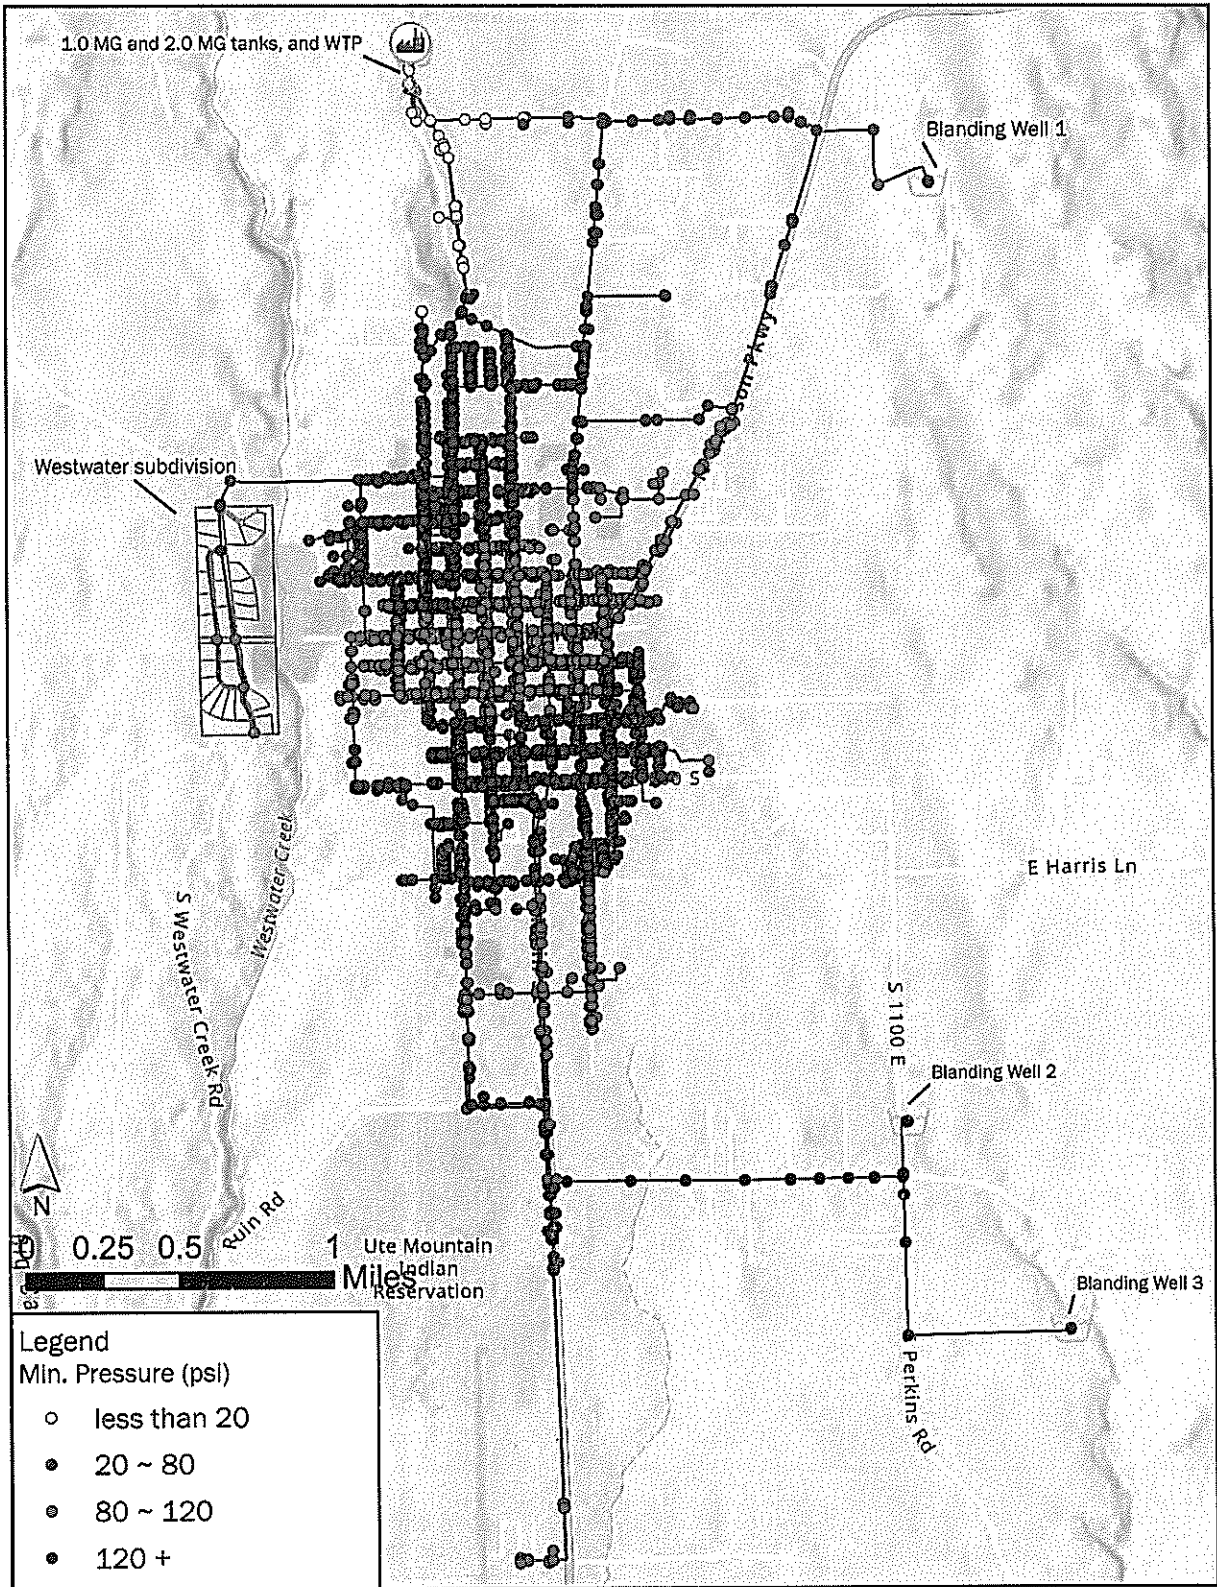 1.0 MG and 2.0 MG tanks, and WTP
Blanding Well 1
son Pkwy
Westwater subdivision
S
E Harris Ln
Westwater Creek
S Westwater Creek Rd
S 1100 E
Blanding Well 2
N
Ruin Rd
0 0.25 0.5 1
Miles
Ute Mountain
Indian
Reservation
Blanding Well 3
Perkins Rd
Legend
Min. Pressure (psi)
less than 20
20 ~ 80
80 ~ 120
120 +